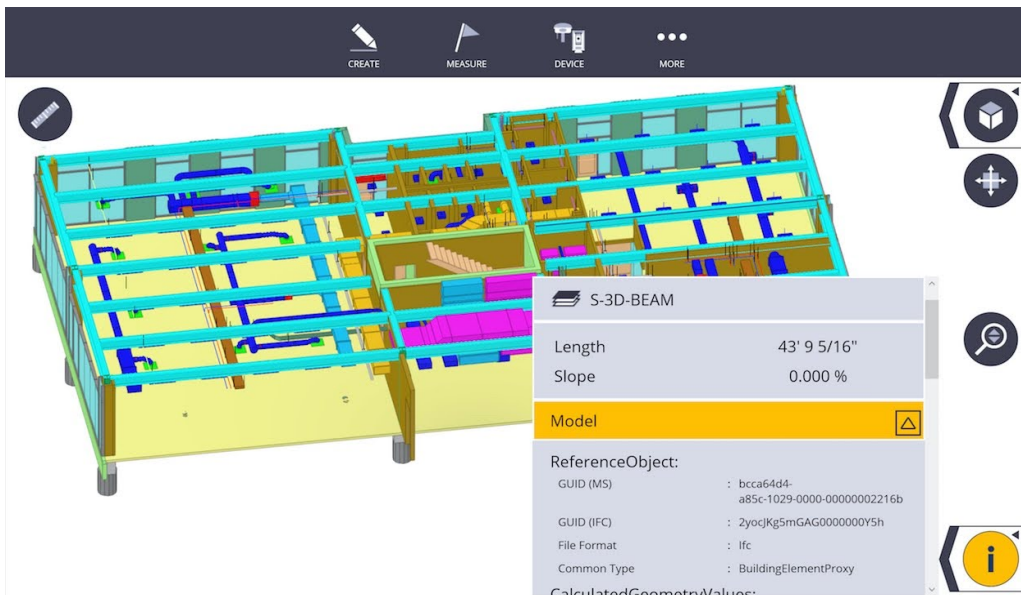 CREATE
MEASURE
DEVICE
MORE
S-3D-BEAM
Length 43' 9 5/16"
Slope 0.000 %
Model
ReferenceObject:
GUID (MS) : bcca64d4-
a85c-1029-0000-00000002216b
GUID (IFC) : 2yocJKg5mGAG0000000Y5h
File Format : Ifc
Common Type : BuildingElementProxy
CalculatedGeometryValues: